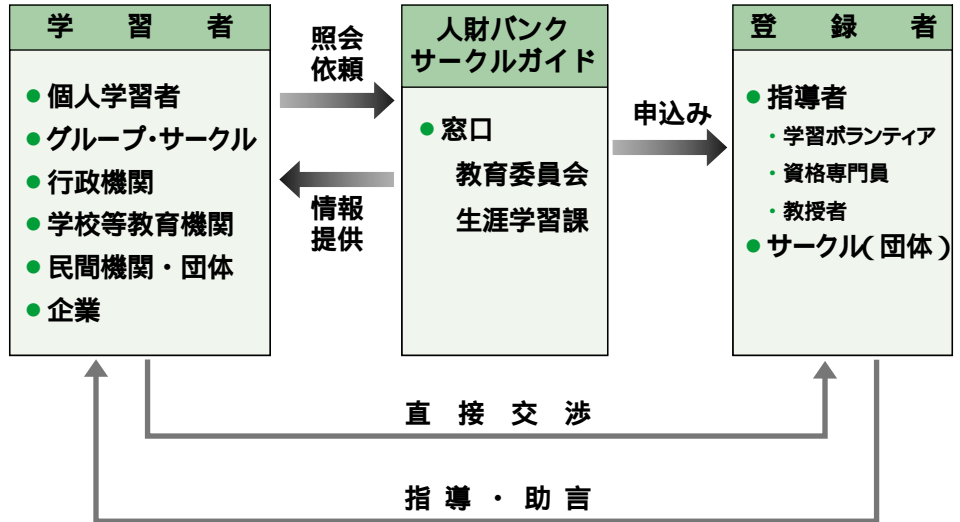 学習者
●個人学習者
●グループ・サークル
●行政機関
●学校等教育機関
●民間機関・団体
●企業
照会
依頼
情報
提供
人財バンク
サークルガイド
●窓口
教育委員会
生涯学習課
申込み
登録者
●指導者
・学習ボランティア
・資格専門員
・教授者
●サークル(団体)
直接交渉
指導・助言